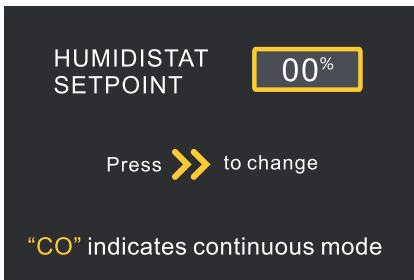 HUMIDISTAT
SETPOINT
00%
Press >> to change
“CO” indicates continuous mode